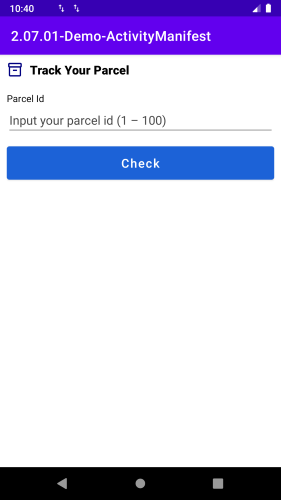 10:40
2.07.01-Demo-ActivityManifest
Track Your Parcel
Parcel Id
Input your parcel id (1 – 100)
Check